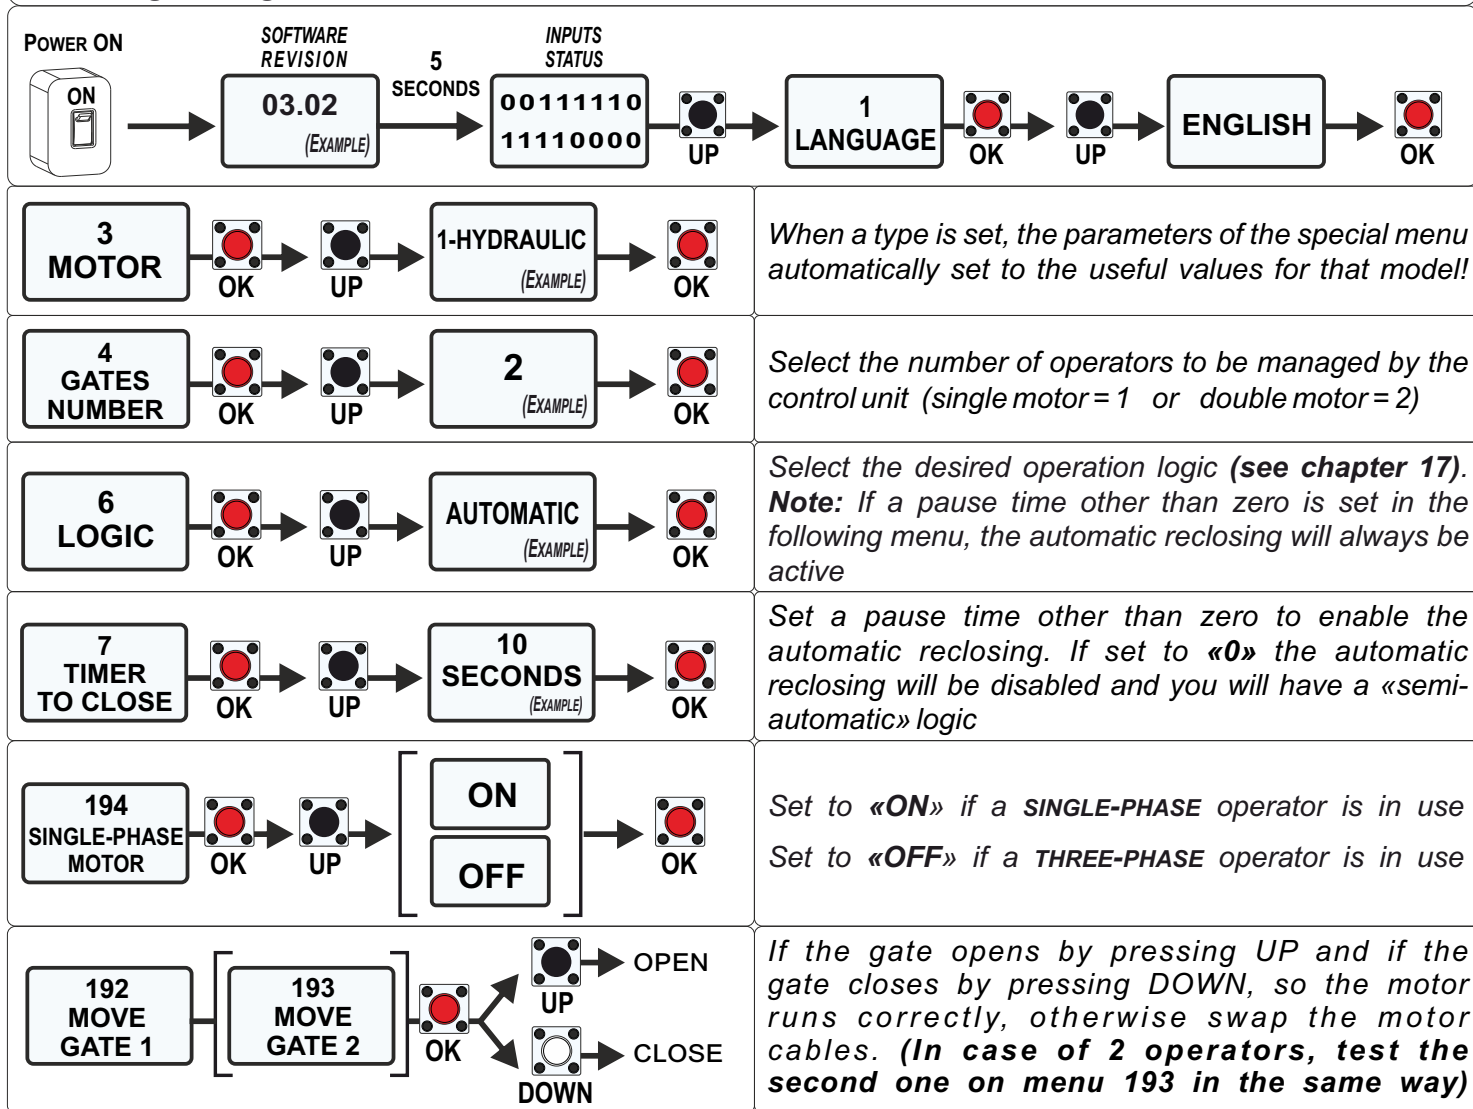 POWER ON
ON
SOFTWARE
REVISION
03.02
(EXAMPLE)
5
SECONDS
INPUTS
STATUS
00111110
11110000
UP
1
LANGUAGE
OK
UP
ENGLISH
OK
3
MOTOR
OK
UP
1-HYDRAULIC
(EXAMPLE)
OK
When a type is set, the parameters of the special menu
automatically set to the useful values for that model!
4
GATES
NUMBER
OK
UP
2
(EXAMPLE)
OK
Select the number of operators to be managed by the
control unit (single motor = 1 or double motor = 2)
6
LOGIC
OK
UP
AUTOMATIC
(EXAMPLE)
OK
Select the desired operation logic (see chapter 17).
Note: If a pause time other than zero is set in the
following menu, the automatic reclosing will always be
active
7
TIMER
TO CLOSE
OK
UP
10
SECONDS
(EXAMPLE)
OK
Set a pause time other than zero to enable the
automatic reclosing. If set to «0» the automatic
reclosing will be disabled and you will have a «semi-
automatic» logic
194
SINGLE-PHASE
MOTOR
OK
UP
ON
OFF
OK
Set to «ON» if a SINGLE-PHASE operator is in use
Set to «OFF» if a THREE-PHASE operator is in use
192
MOVE
GATE 1
193
MOVE
GATE 2
OK
UP
OPEN
DOWN
CLOSE
If the gate opens by pressing UP and if the
gate closes by pressing DOWN, so the motor
runs correctly, otherwise swap the motor
cables. (In case of 2 operators, test the
second one on menu 193 in the same way)